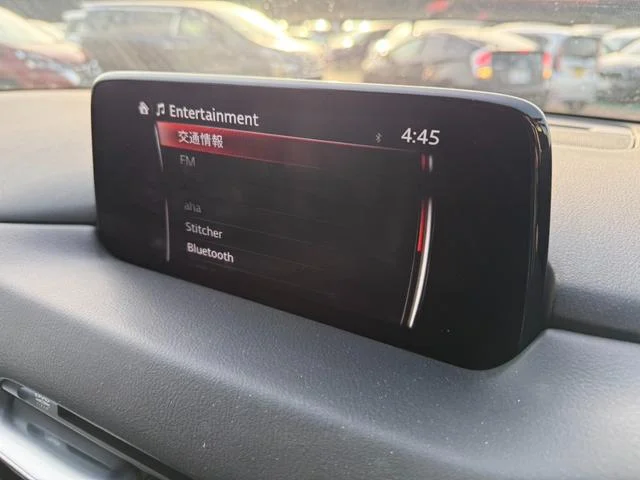 Entertainment
4:45
交通情報
FM
aha
Stitcher
Bluetooth